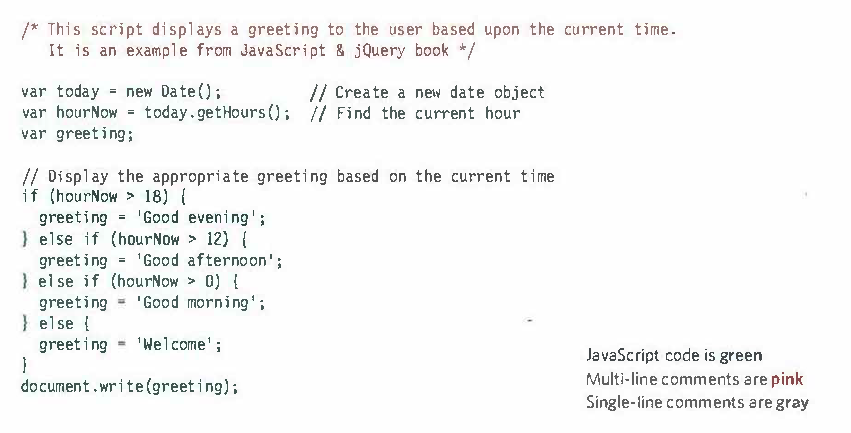 /* This script displays a greeting to the user based upon the current time.
   It is an example from JavaScript & jQuery book */

var today = new Date();          // Create a new date object
var hourNow = today.getHours();  // Find the current hour
var greeting;

// Display the appropriate greeting based on the current time
if (hourNow > 18) {
  greeting = 'Good evening';
} else if (hourNow > 12) {
  greeting = 'Good afternoon';
} else if (hourNow > 0) {
  greeting = 'Good morning';
} else {
  greeting = 'Welcome';
}
document.write(greeting);
JavaScript code is green
Multi-line comments are pink
Single-line comments are gray